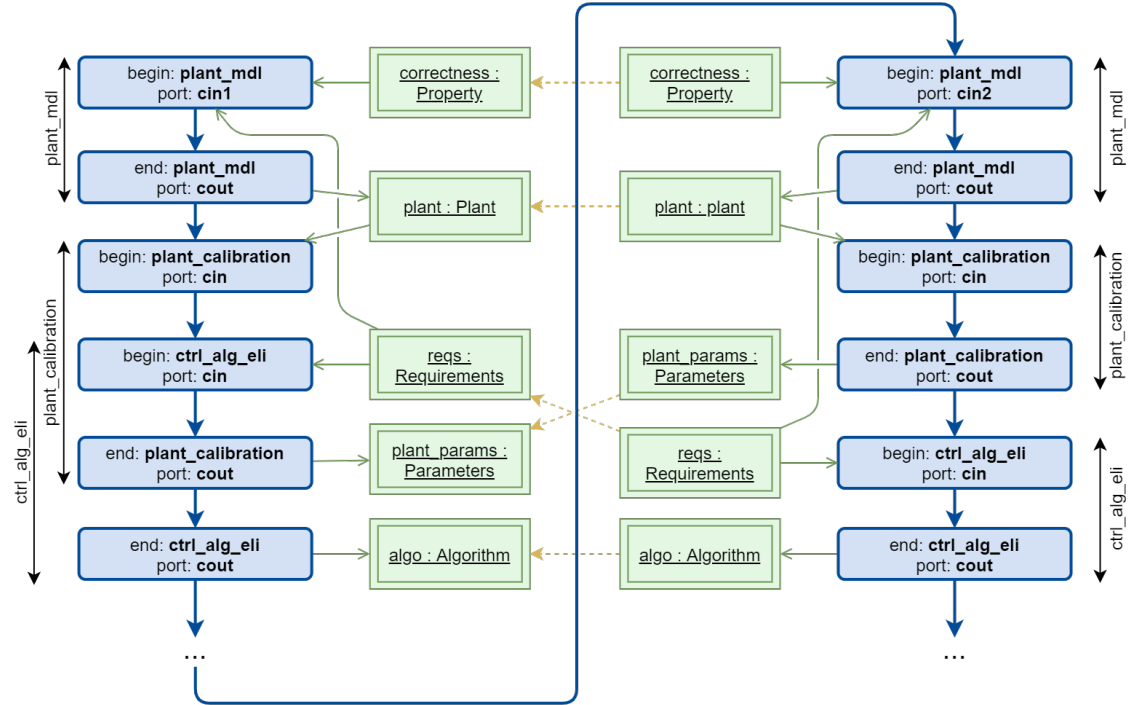 begin: plant_mdl
port: cin1
end: plant_mdl
port: cout
begin: plant_calibration
port: cin
begin: ctrl_alg_eli
port: cin
end: plant_calibration
port: cout
end: ctrl_alg_eli
port: cout
...
plant_mdl
plant_calibration
ctrl_alg_eli
correctness :
Property
plant : Plant
reqs :
Requirements
plant_params :
Parameters
algo : Algorithm
correctness :
Property
plant : plant
plant_params :
Parameters
reqs :
Requirements
algo : Algorithm
begin: plant_mdl
port: cin2
end: plant_mdl
port: cout
begin: plant_calibration
port: cin
end: plant_calibration
port: cout
begin: ctrl_alg_eli
port: cin
end: ctrl_alg_eli
port: cout
...
plant_mdl
plant_calibration
ctrl_alg_eli